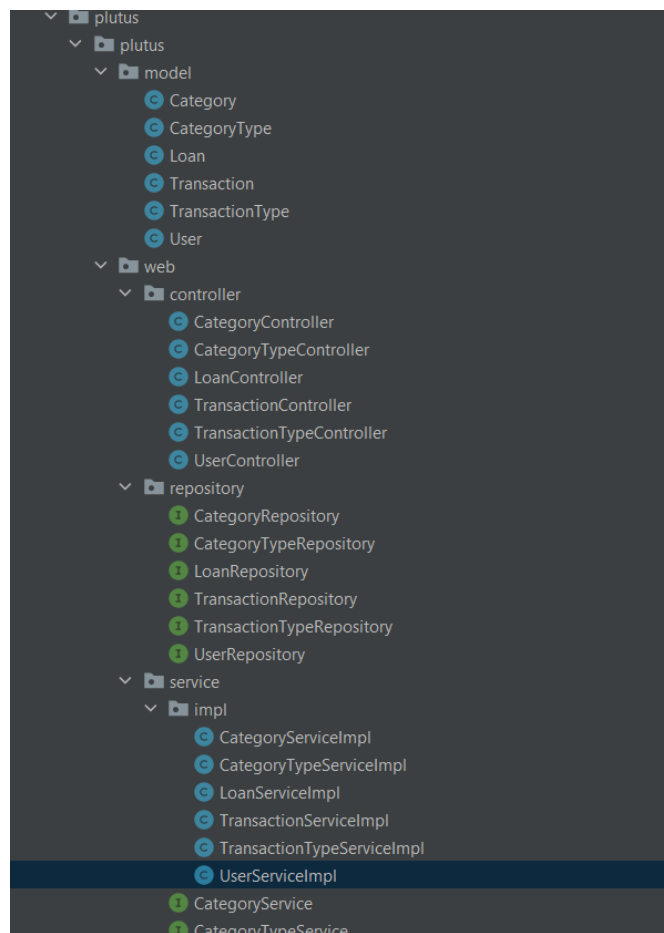 plutus
plutus
model
Category
CategoryType
Loan
Transaction
TransactionType
User
web
controller
CategoryController
CategoryTypeController
LoanController
TransactionController
TransactionTypeController
UserController
repository
CategoryRepository
CategoryTypeRepository
LoanRepository
TransactionRepository
TransactionTypeRepository
UserRepository
service
impl
CategoryServiceImpl
CategoryTypeServiceImpl
LoanServiceImpl
TransactionServiceImpl
TransactionTypeServiceImpl
UserServiceImpl
CategoryService
CategoryTypeService